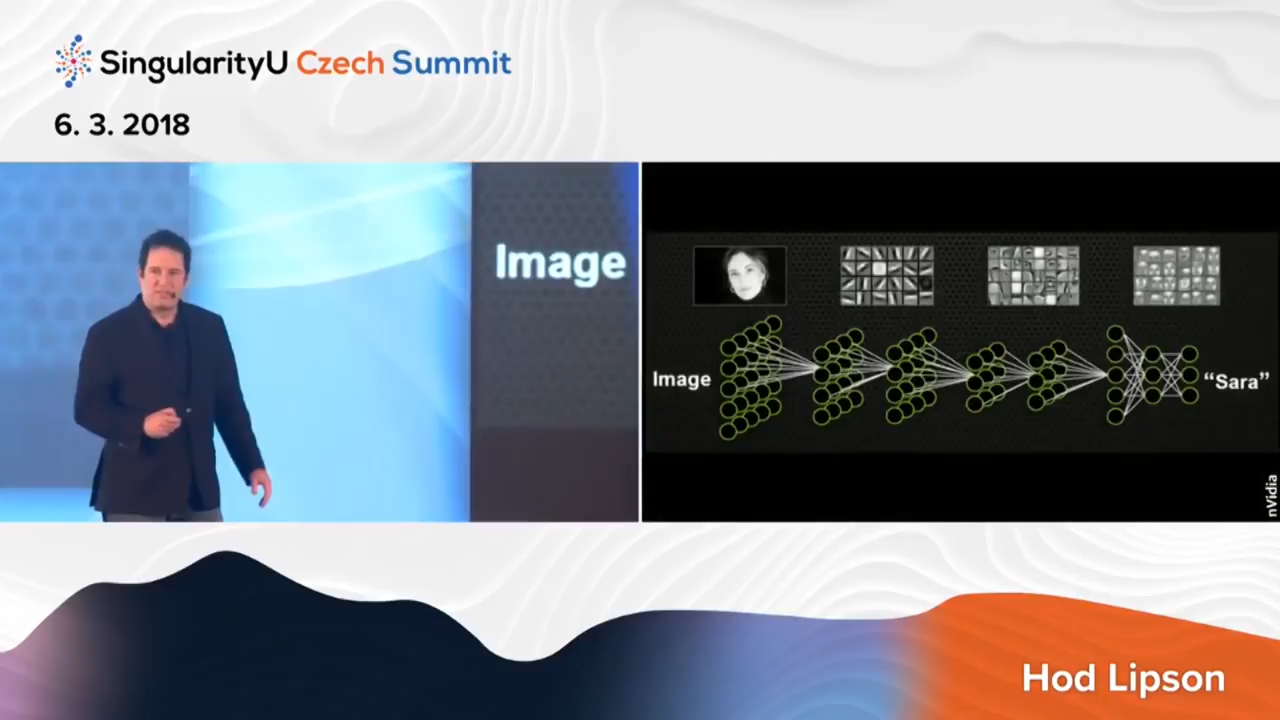 SingularityU Czech Summit
6. 3. 2018
Image
Image
“Sara”
nVidia
Hod Lipson